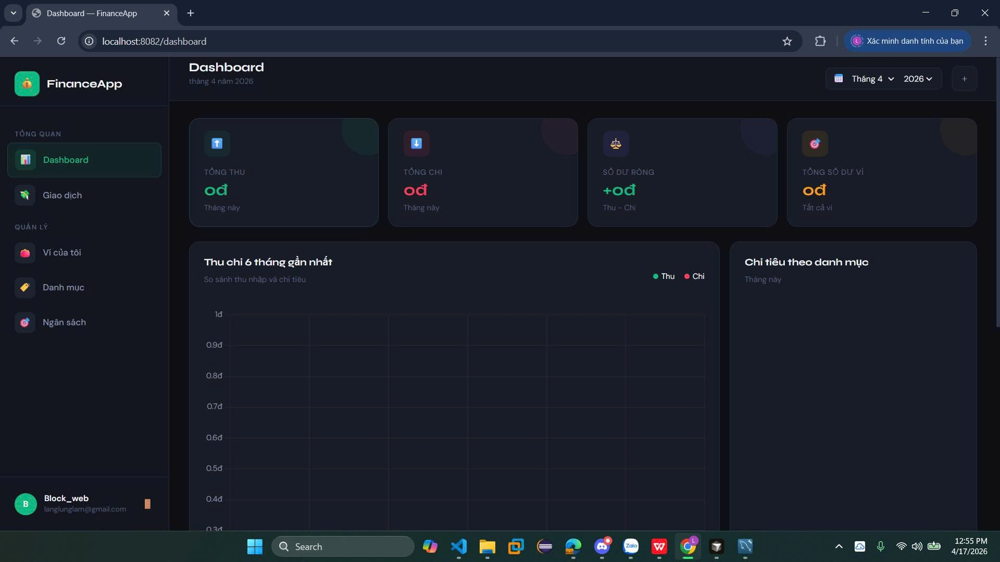 Dashboard — FinanceApp
localhost:8082/dashboard
L
Xác minh danh tính của bạn
FinanceApp
TỔNG QUAN
Dashboard
Giao dịch
QUẢN LÝ
Ví của tôi
Danh mục
Ngân sách
B
Block_web
langlunglam@gmail.com
Dashboard
tháng 4 năm 2026
Tháng 4
2026
+
TỔNG THU
0đ
Tháng này
TỔNG CHI
0đ
Tháng này
SỐ DƯ RÒNG
+0đ
Thu - Chi
TỔNG SỐ DƯ VÍ
0đ
Tất cả ví
Thu chi 6 tháng gần nhất
So sánh thu nhập và chi tiêu
Thu
Chi
1đ
0.9đ
0.8đ
0.7đ
0.6đ
0.5đ
0.4đ
0.3đ
Chi tiêu theo danh mục
Tháng này
Search
Zalo
L
12:55 PM
4/17/2026